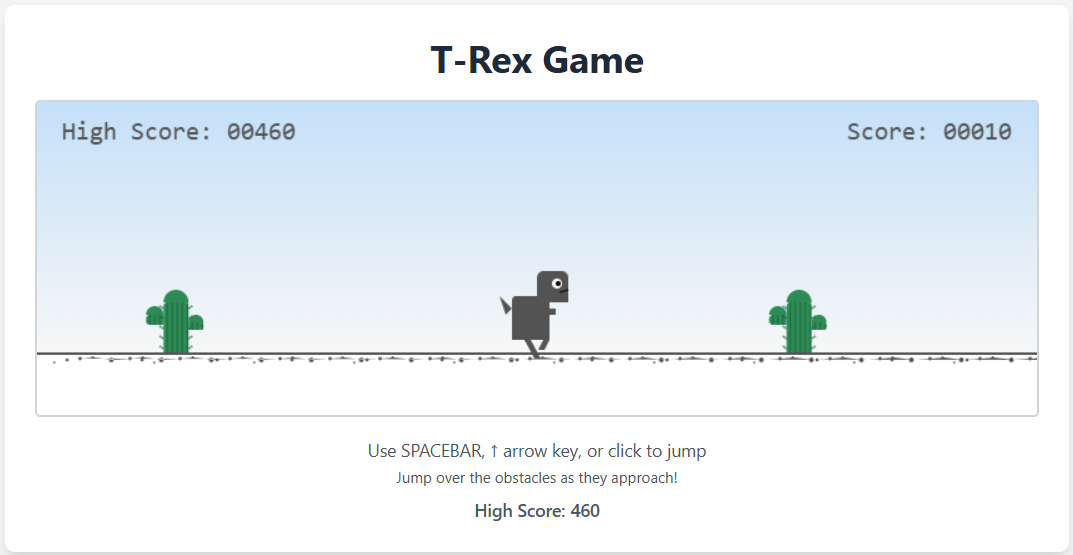 T-Rex Game
High Score: 00460
Score: 00010
Use SPACEBAR, ↑ arrow key, or click to jump
Jump over the obstacles as they approach!
High Score: 460